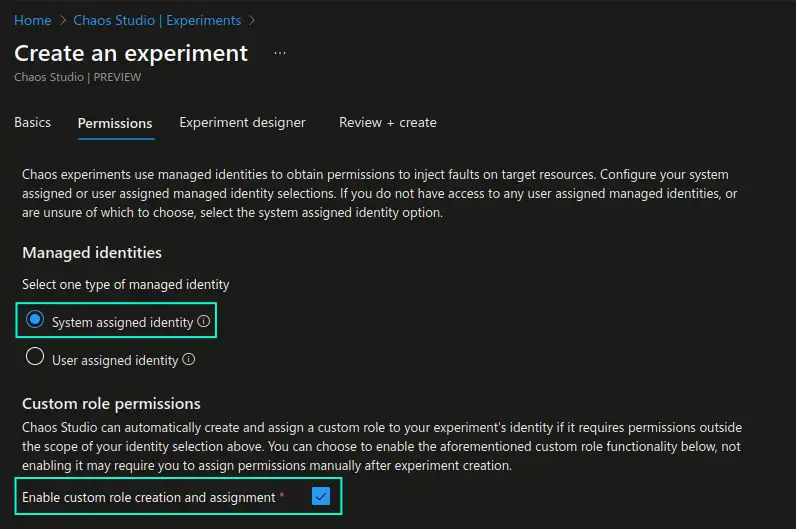 Home > Chaos Studio | Experiments >
Create an experiment ...
Chaos Studio | PREVIEW
Basics Permissions Experiment designer Review + create
Chaos experiments use managed identities to obtain permissions to inject faults on target resources. Configure your system
assigned or user assigned managed identity selections. If you do not have access to any user assigned managed identities, or
are unsure of which to choose, select the system assigned identity option.
Managed identities
Select one type of managed identity
System assigned identity
User assigned identity
Custom role permissions
Chaos Studio can automatically create and assign a custom role to your experiment's identity if it requires permissions outside
the scope of your identity selection above. You can choose to enable the aforementioned custom role functionality below, not
enabling it may require you to assign permissions manually after experiment creation.
Enable custom role creation and assignment *